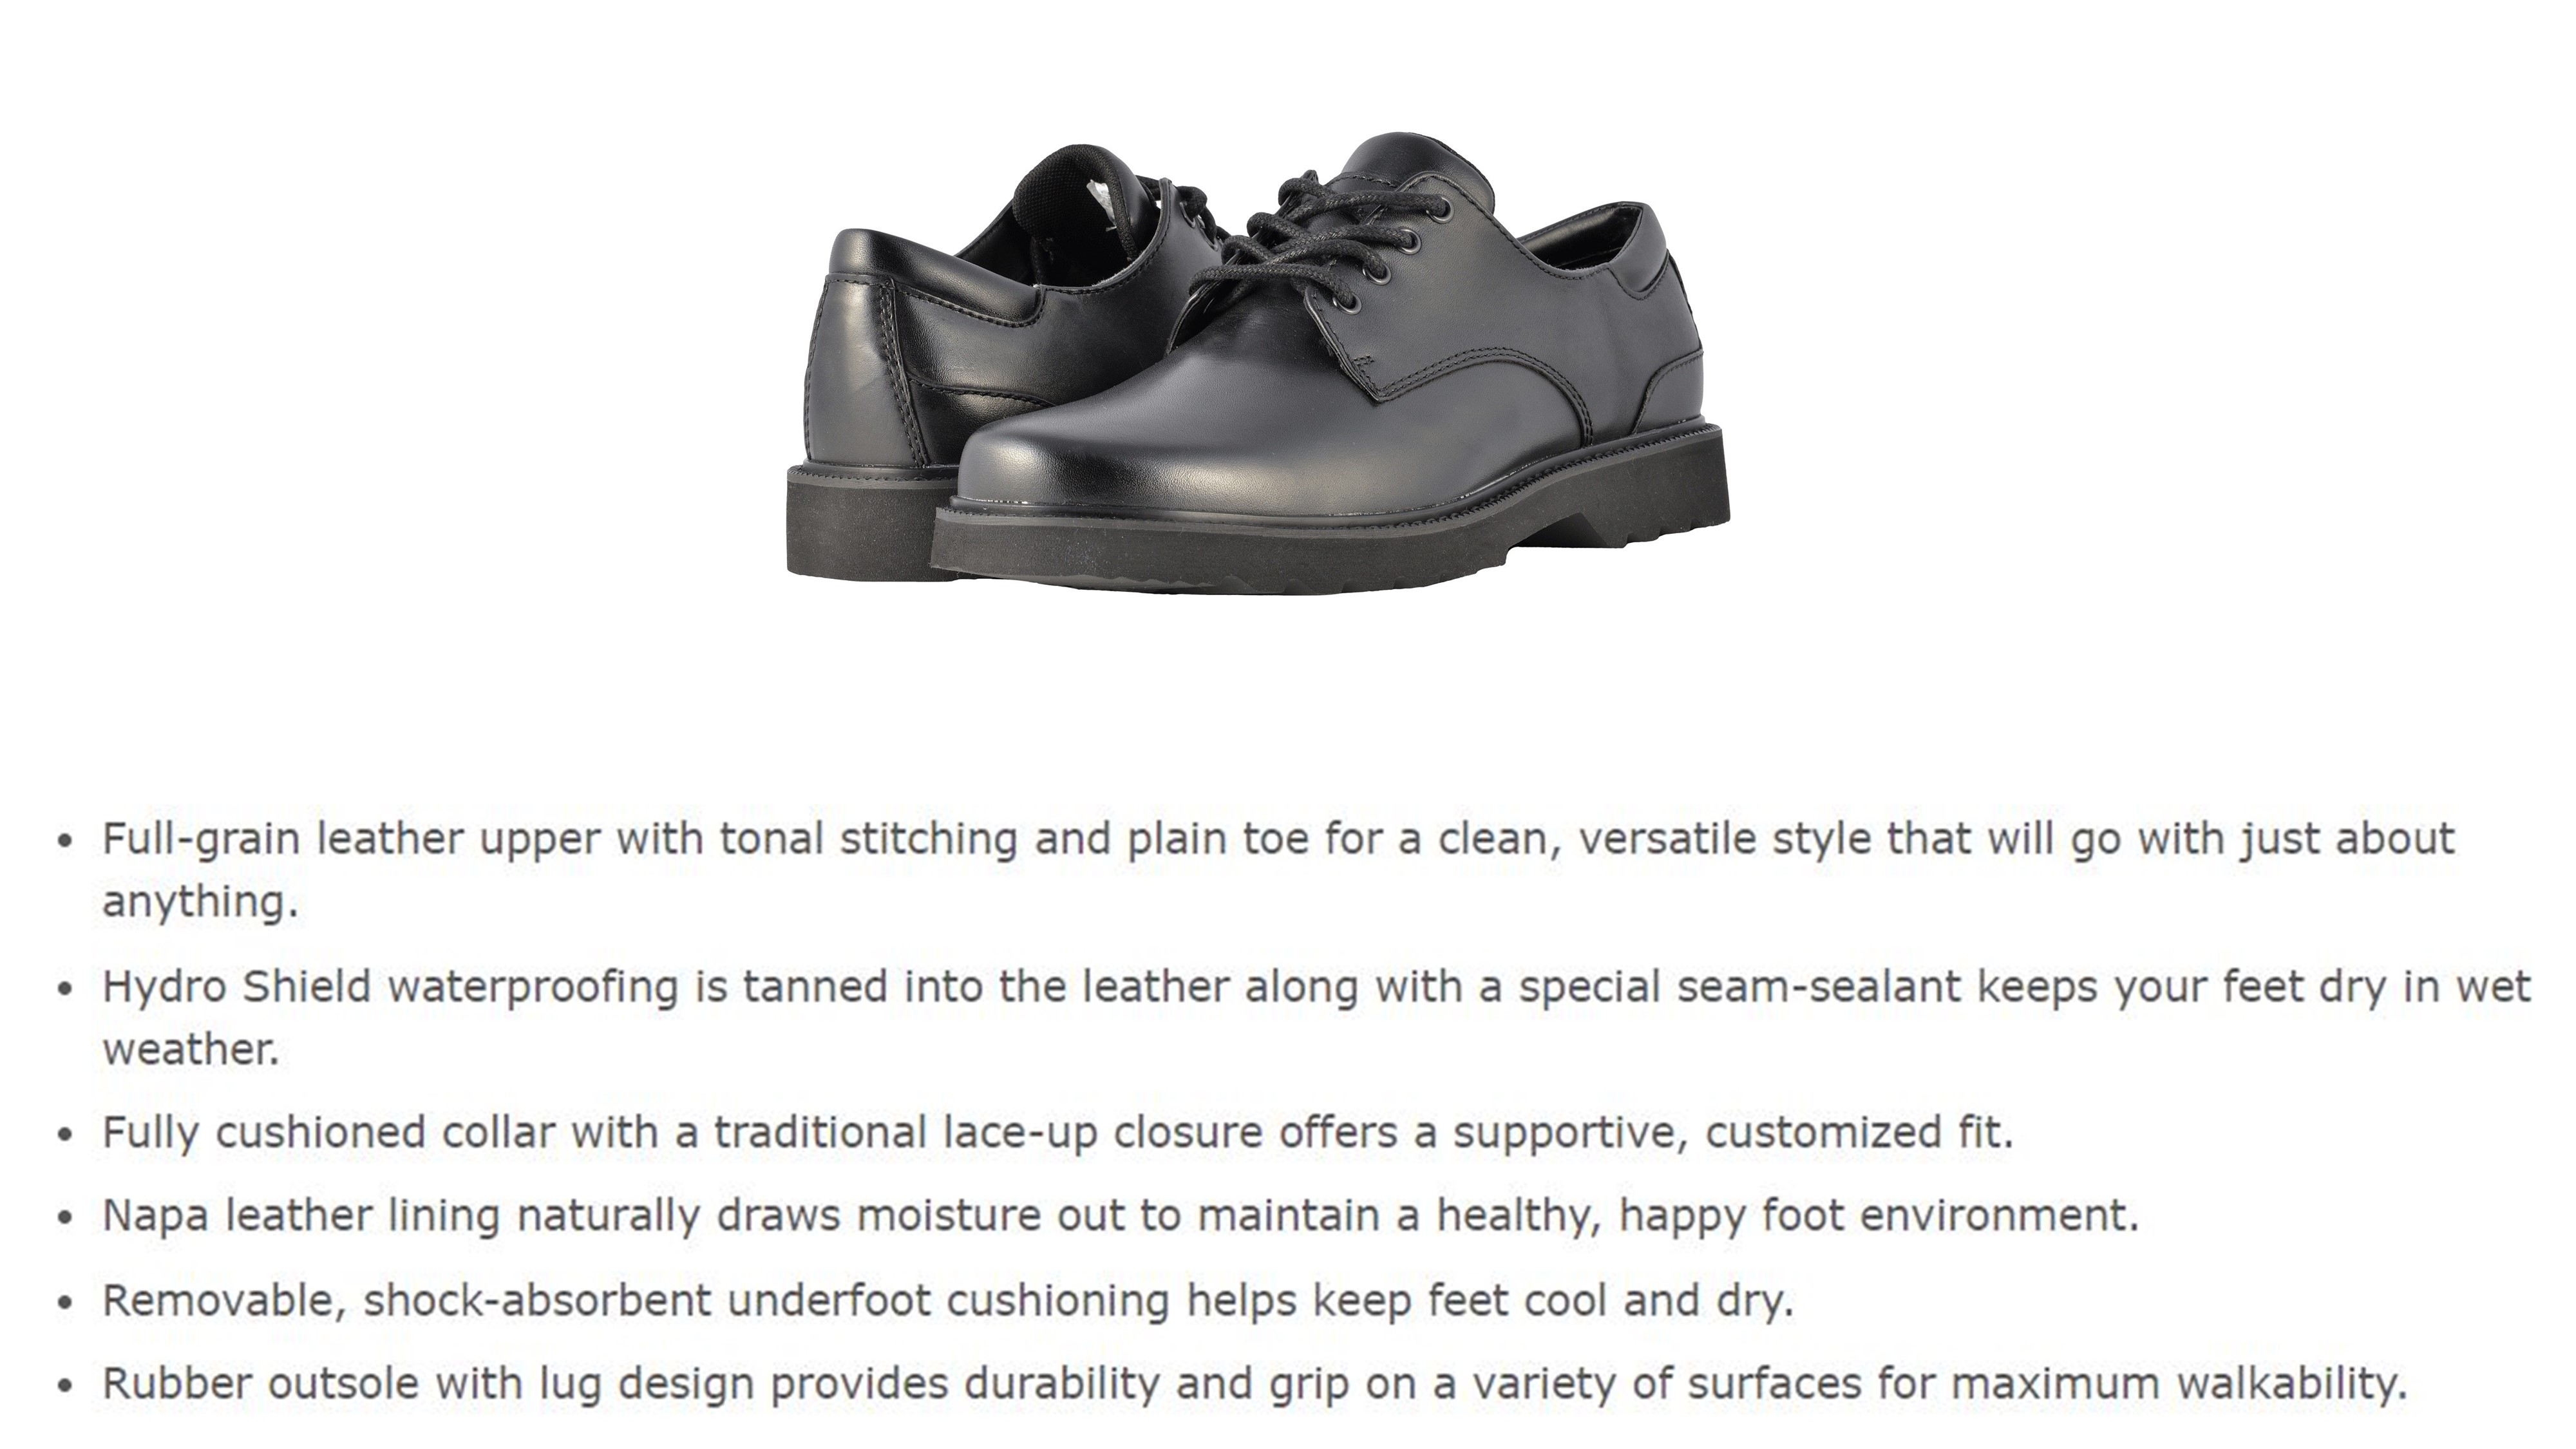 • Full-grain leather upper with tonal stitching and plain toe for a clean, versatile style that will go with just about
anything.
• Hydro Shield waterproofing is tanned into the leather along with a special seam-sealant keeps your feet dry in wet
weather.
• Fully cushioned collar with a traditional lace-up closure offers a supportive, customized fit.
• Napa leather lining naturally draws moisture out to maintain a healthy, happy foot environment.
• Removable, shock-absorbent underfoot cushioning helps keep feet cool and dry.
• Rubber outsole with lug design provides durability and grip on a variety of surfaces for maximum walkability.